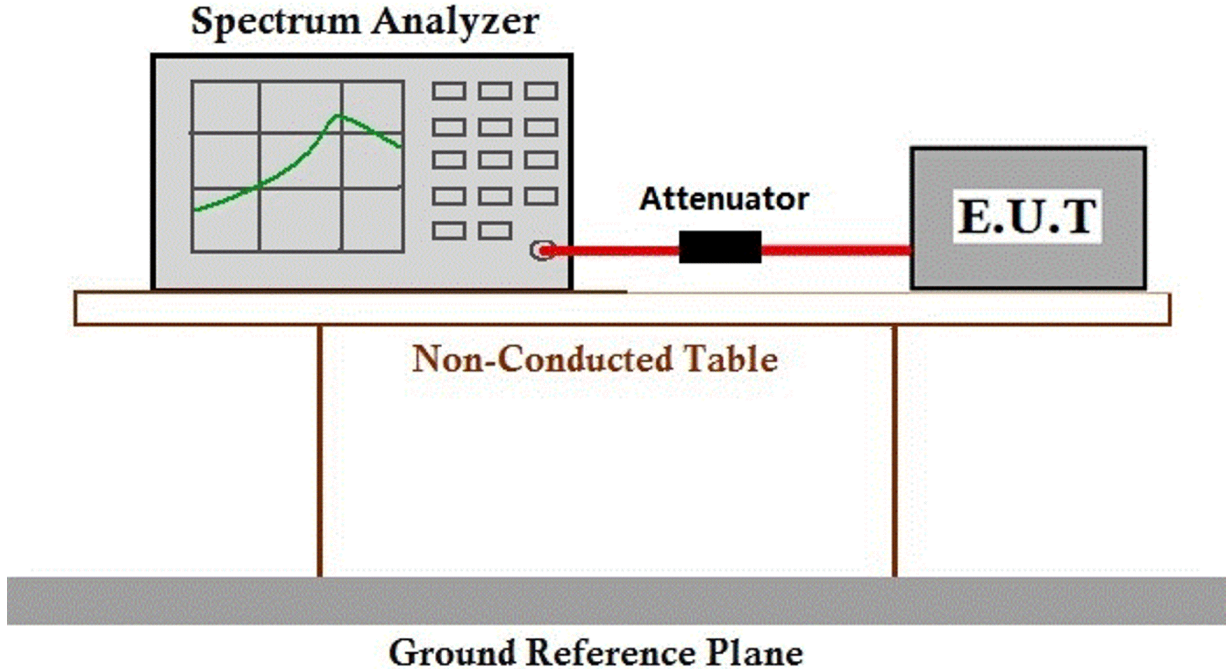 Spectrum Analyzer
Attenuator
E.U.T
Non-Conducted Table
Ground Reference Plane